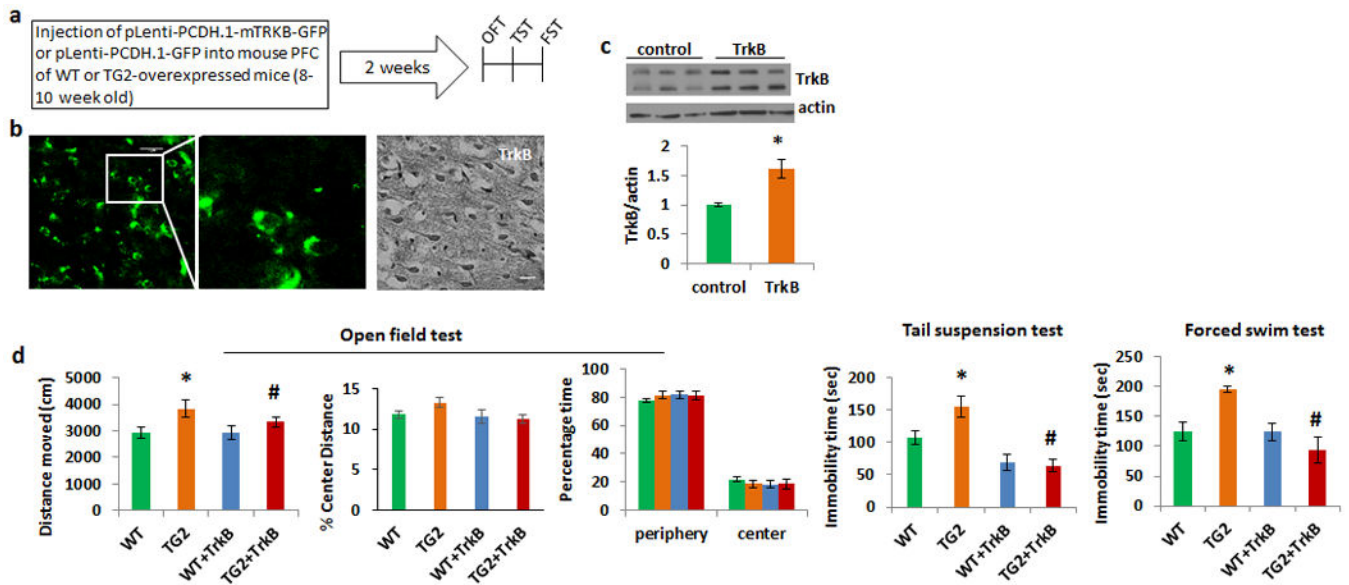 a
Injection of pLenti-PCDH.1-mTRKB-GFP
or pLenti-PCDH.1-GFP into mouse PFC
of WT or TG2-overexpressed mice (8-
10 week old)
2 weeks
OFT
TST
FST
b
TrkB
c
control TrkB
TrkB
actin
*
TrkB/actin
2
1.5
1
0.5
0
control TrkB
d
Open field test
Distance moved (cm)
5000
4000
3000
2000
1000
0
*
#
WT
TG2
WT+TrkB
TG2+TrkB
% Center Distance
15
10
5
0
WT
TG2
WT+TrkB
TG2+TrkB
Percentage time
100
80
60
40
20
0
periphery center
Tail suspension test
Immobility time (sec)
200
150
100
50
0
*
#
WT
TG2
WT+TrkB
TG2+TrkB
Forced swim test
Immobility time (sec)
250
200
150
100
50
0
*
#
WT
TG2
WT+TrkB
TG2+TrkB